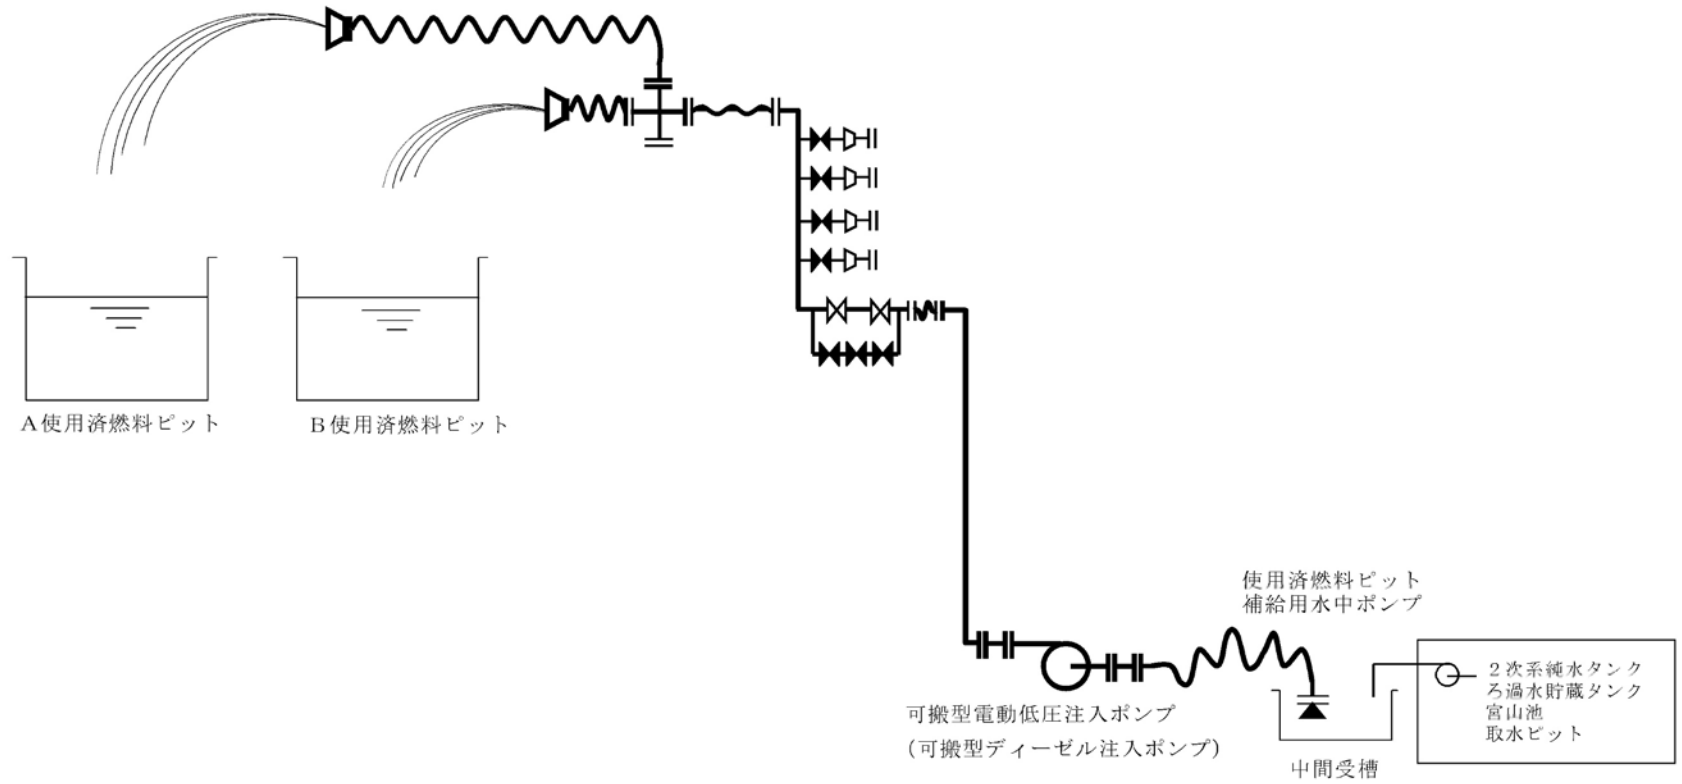 A使用済燃料ピット
B使用済燃料ピット
使用済燃料ピット
補給用水中ポンプ
2次系純水タンク
ろ過水貯蔵タンク
宮山池
取水ピット
可搬型電動低圧注入ポンプ
(可搬型ディーゼル注入ポンプ)
中間受槽